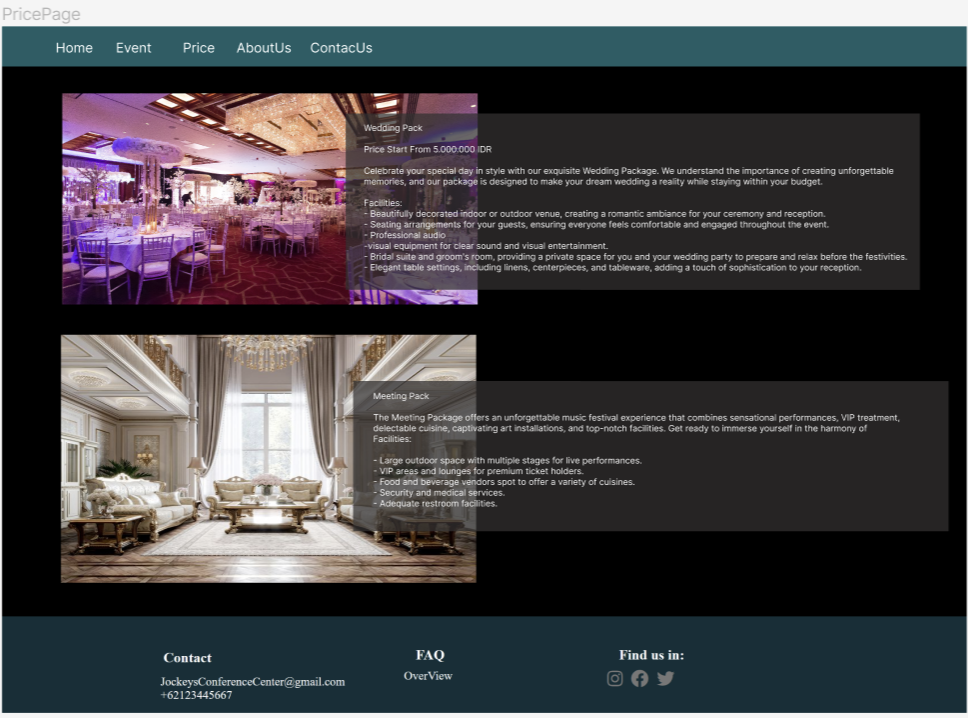 PricePage
Home Event Price AboutUs ContacUs
Wedding Pack
Price Start From 5.000.000 IDR
Celebrate your special day in style with our exquisite Wedding Package. We understand the importance of creating unforgettable
memories, and our package is designed to make your dream wedding a reality while staying within your budget.
Facilities:
- Beautifully decorated indoor or outdoor venue, creating a romantic ambiance for your ceremony and reception.
- Seating arrangements for your guests, ensuring everyone feels comfortable and engaged throughout the event.
- Professional audio
-visual equipment for clear sound and visual entertainment.
- Bridal suite and groom's room, providing a private space for you and your wedding party to prepare and relax before the festivities.
- Elegant table settings, including linens, centerpieces, and tableware, adding a touch of sophistication to your reception.
Meeting Pack
The Meeting Package offers an unforgettable music festival experience that combines sensational performances, VIP treatment,
delectable cuisine, captivating art installations, and top-notch facilities. Get ready to immerse yourself in the harmony of
Facilities:
- Large outdoor space with multiple stages for live performances.
- VIP areas and lounges for premium ticket holders.
- Food and beverage vendors spot to offer a variety of cuisines.
- Security and medical services.
- Adequate restroom facilities.
Contact
JockeysConferenceCenter@gmail.com
+62123445667
FAQ
OverView
Find us in: